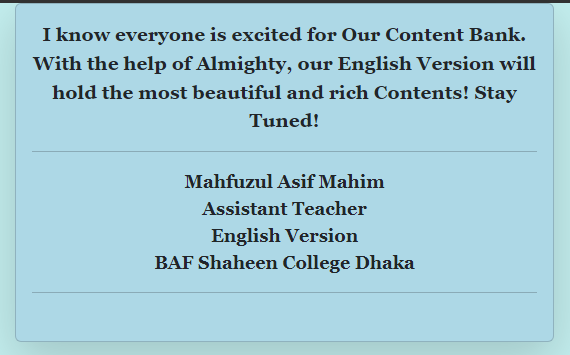 I know everyone is excited for Our Content Bank.
With the help of Almighty, our English Version will
hold the most beautiful and rich Contents! Stay
Tuned!
Mahfuzul Asif Mahim
Assistant Teacher
English Version
BAF Shaheen College Dhaka